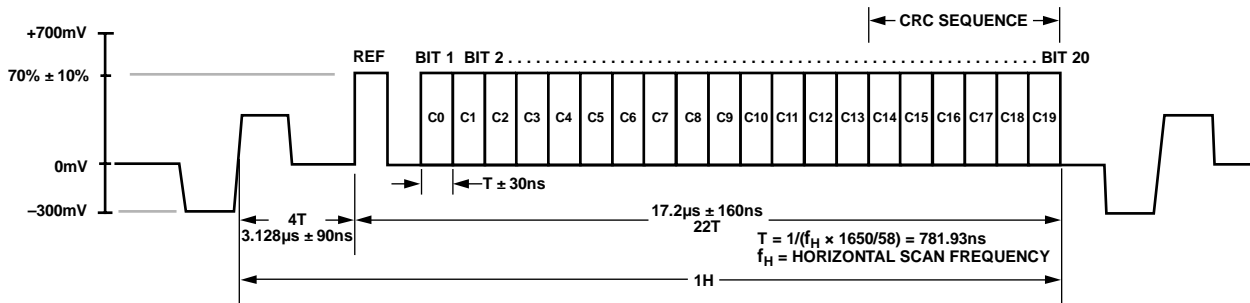 CRC SEQUENCE
+700mV
REF BIT 1 BIT 2 . . . . . . . . . . . . . . . . . . . . . . . . . . . . . . . . . . . . . . . . . . . . . . . . . . . . . . . . . . . . . . . . . . . . . . . . . . BIT 20
70% ± 10%
C0 C1 C2 C3 C4 C5 C6 C7 C8 C9 C10 C11 C12 C13 C14 C15 C16 C17 C18 C19
0mV
T ± 30ns
–300mV
4T
3.128µs ± 90ns
17.2µs ± 160ns
22T
T = 1/(fH × 1650/58) = 781.93ns
fH = HORIZONTAL SCAN FREQUENCY
1H